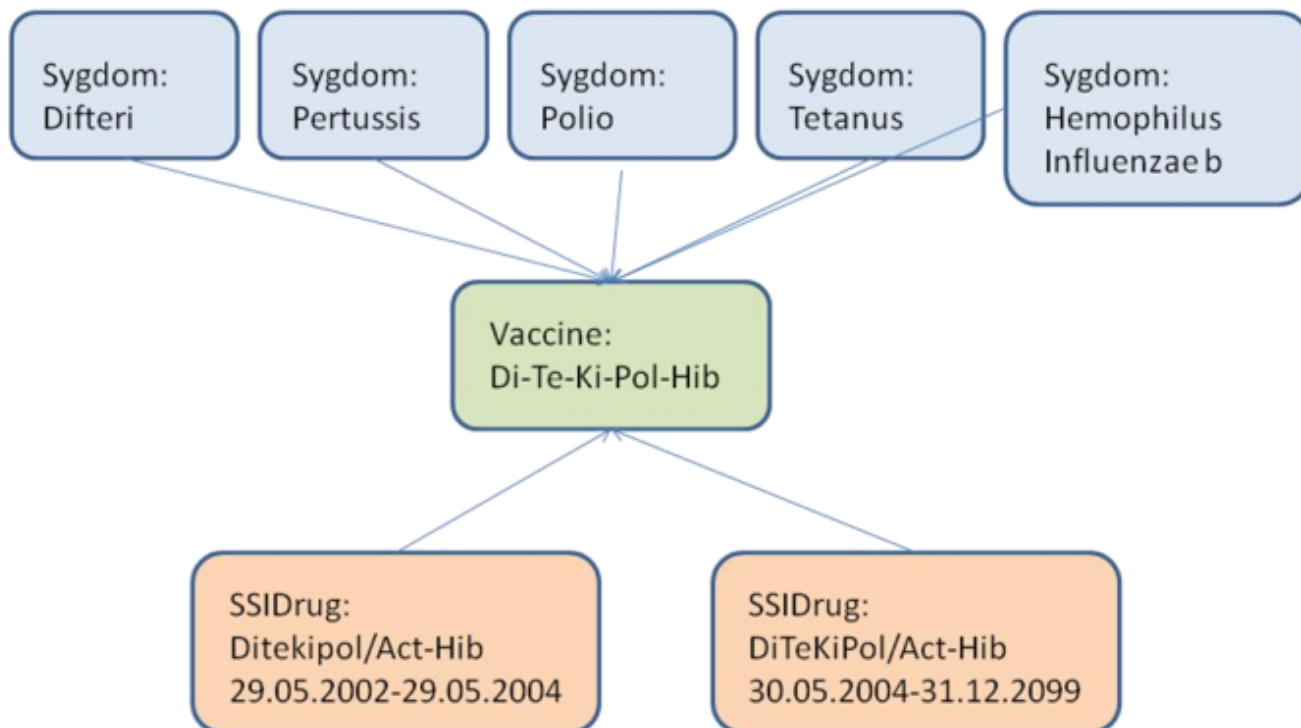 Sygdom:
Difteri
Sygdom:
Pertussis
Sygdom:
Polio
Sygdom:
Tetanus
Sygdom:
Hemophilus
Influenzae b
Vaccine:
Di-Te-Ki-Pol-Hib
SSIDrug:
Ditekipol/Act-Hib
29.05.2002-29.05.2004
SSIDrug:
DiTeKiPol/Act-Hib
30.05.2004-31.12.2099